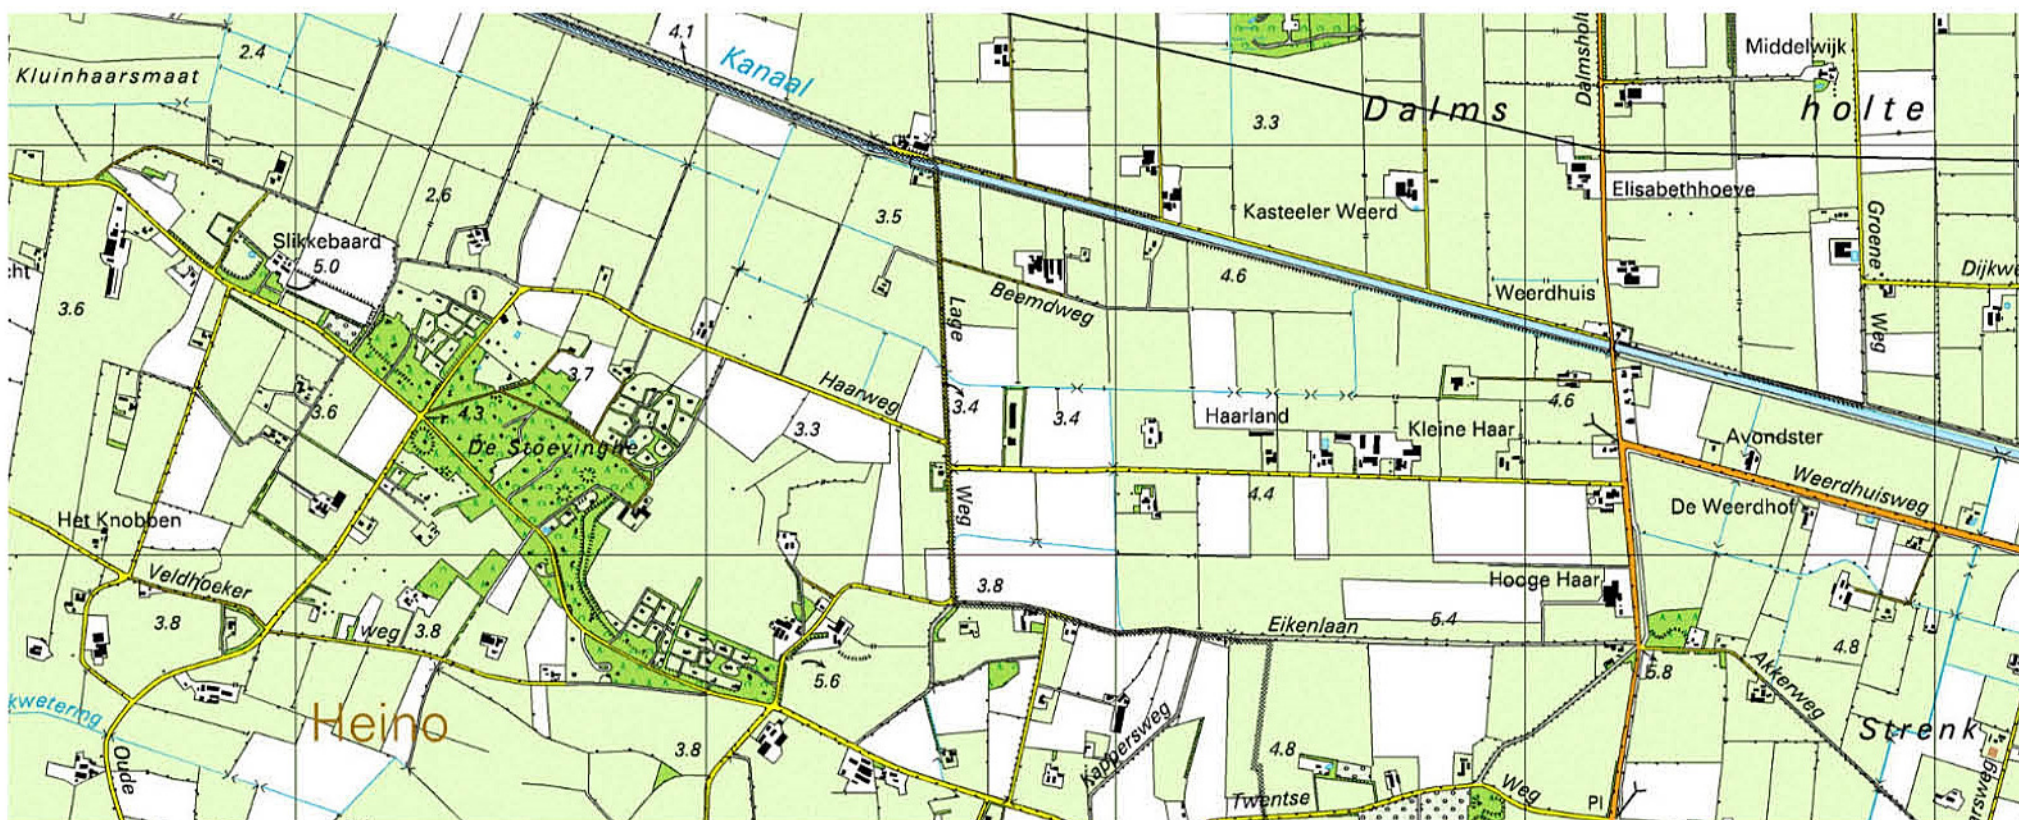 4.1
2.4
Kluinhaarsmaat
Kanaal
Middelwijk
Dalms holte
3.3
2.6
3.5
Kasteeler Weerd
Elisabethhoeve
Groene
Weg
Slikkebaard
5.0
4.6
Dijkwe
cht
3.6
Beemdweg
Weerdhuis
Lage
Weg
3.7
Haarweg
3.6
4.3
3.4
3.4
4.6
3.3
Haarland
Kleine Haar
De Stoevinghe
Avondster
Weerdhuisweg
4.4
De Weerdhof
Het Knobben
Veldhoeker
weg
3.8
Hooge Haar
3.8
3.8
Eikenlaan
5.4
4.8
5.6
5.8
Akkerweg
kwetering
Heino
Oude
3.8
Kappersweg
4.8
Strenk
Twentse
Weg
Pl
ersweg